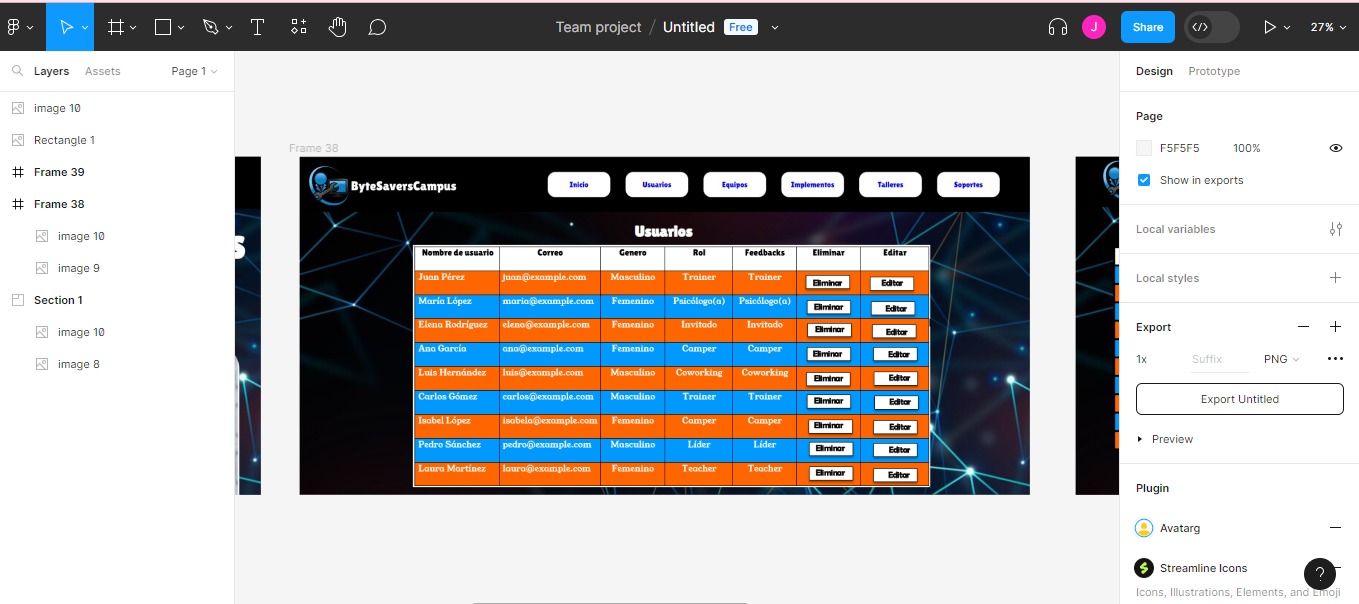 Team project / Untitled Free
J
Share
27%
Layers Assets Page 1
image 10
Rectangle 1
Frame 39
Frame 38
image 10
image 9
Section 1
image 10
image 8
Frame 38
s
ByteSaversCampus
Inicio Usuarios Equipos Implementos Talleres Soportes
Usuarios
Nombre de usuario Correo Genero Rol Feedbacks Eliminar Editar
Juan Pérez juan@example.com Masculino Trainer Trainer Eliminar Editar
María López maria@example.com Femenino Psicólogo(a) Psicólogo(a) Eliminar Editar
Elena Rodríguez elena@example.com Femenino Invitado Invitado Eliminar Editar
Ana García ana@example.com Femenino Camper Camper Eliminar Editar
Luis Hernández luis@example.com Masculino Coworking Coworking Eliminar Editar
Carlos Gómez carlos@example.com Masculino Trainer Trainer Eliminar Editar
Isabel López isabela@example.com Femenino Camper Camper Eliminar Editar
Pedro Sánchez pedro@example.com Masculino Líder Líder Eliminar Editar
Laura Martínez laura@example.com Femenino Teacher Teacher Eliminar Editar
Design Prototype
Page
F5F5F5 100%
Show in exports
Local variables
Local styles
Export
1x Suffix PNG
Export Untitled
Preview
Plugin
Avatarg
Streamline Icons
Icons, Illustrations, Elements, and Emoji
?